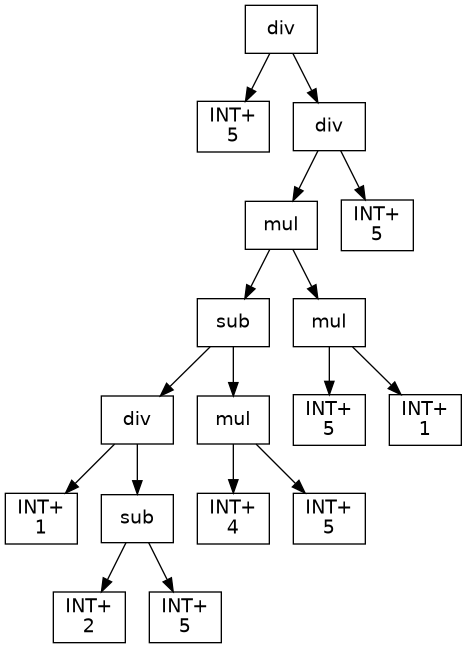 div
INT+
5
div
mul
INT+
5
sub
mul
div
mul
INT+
5
INT+
1
INT+
1
sub
INT+
4
INT+
5
INT+
2
INT+
5